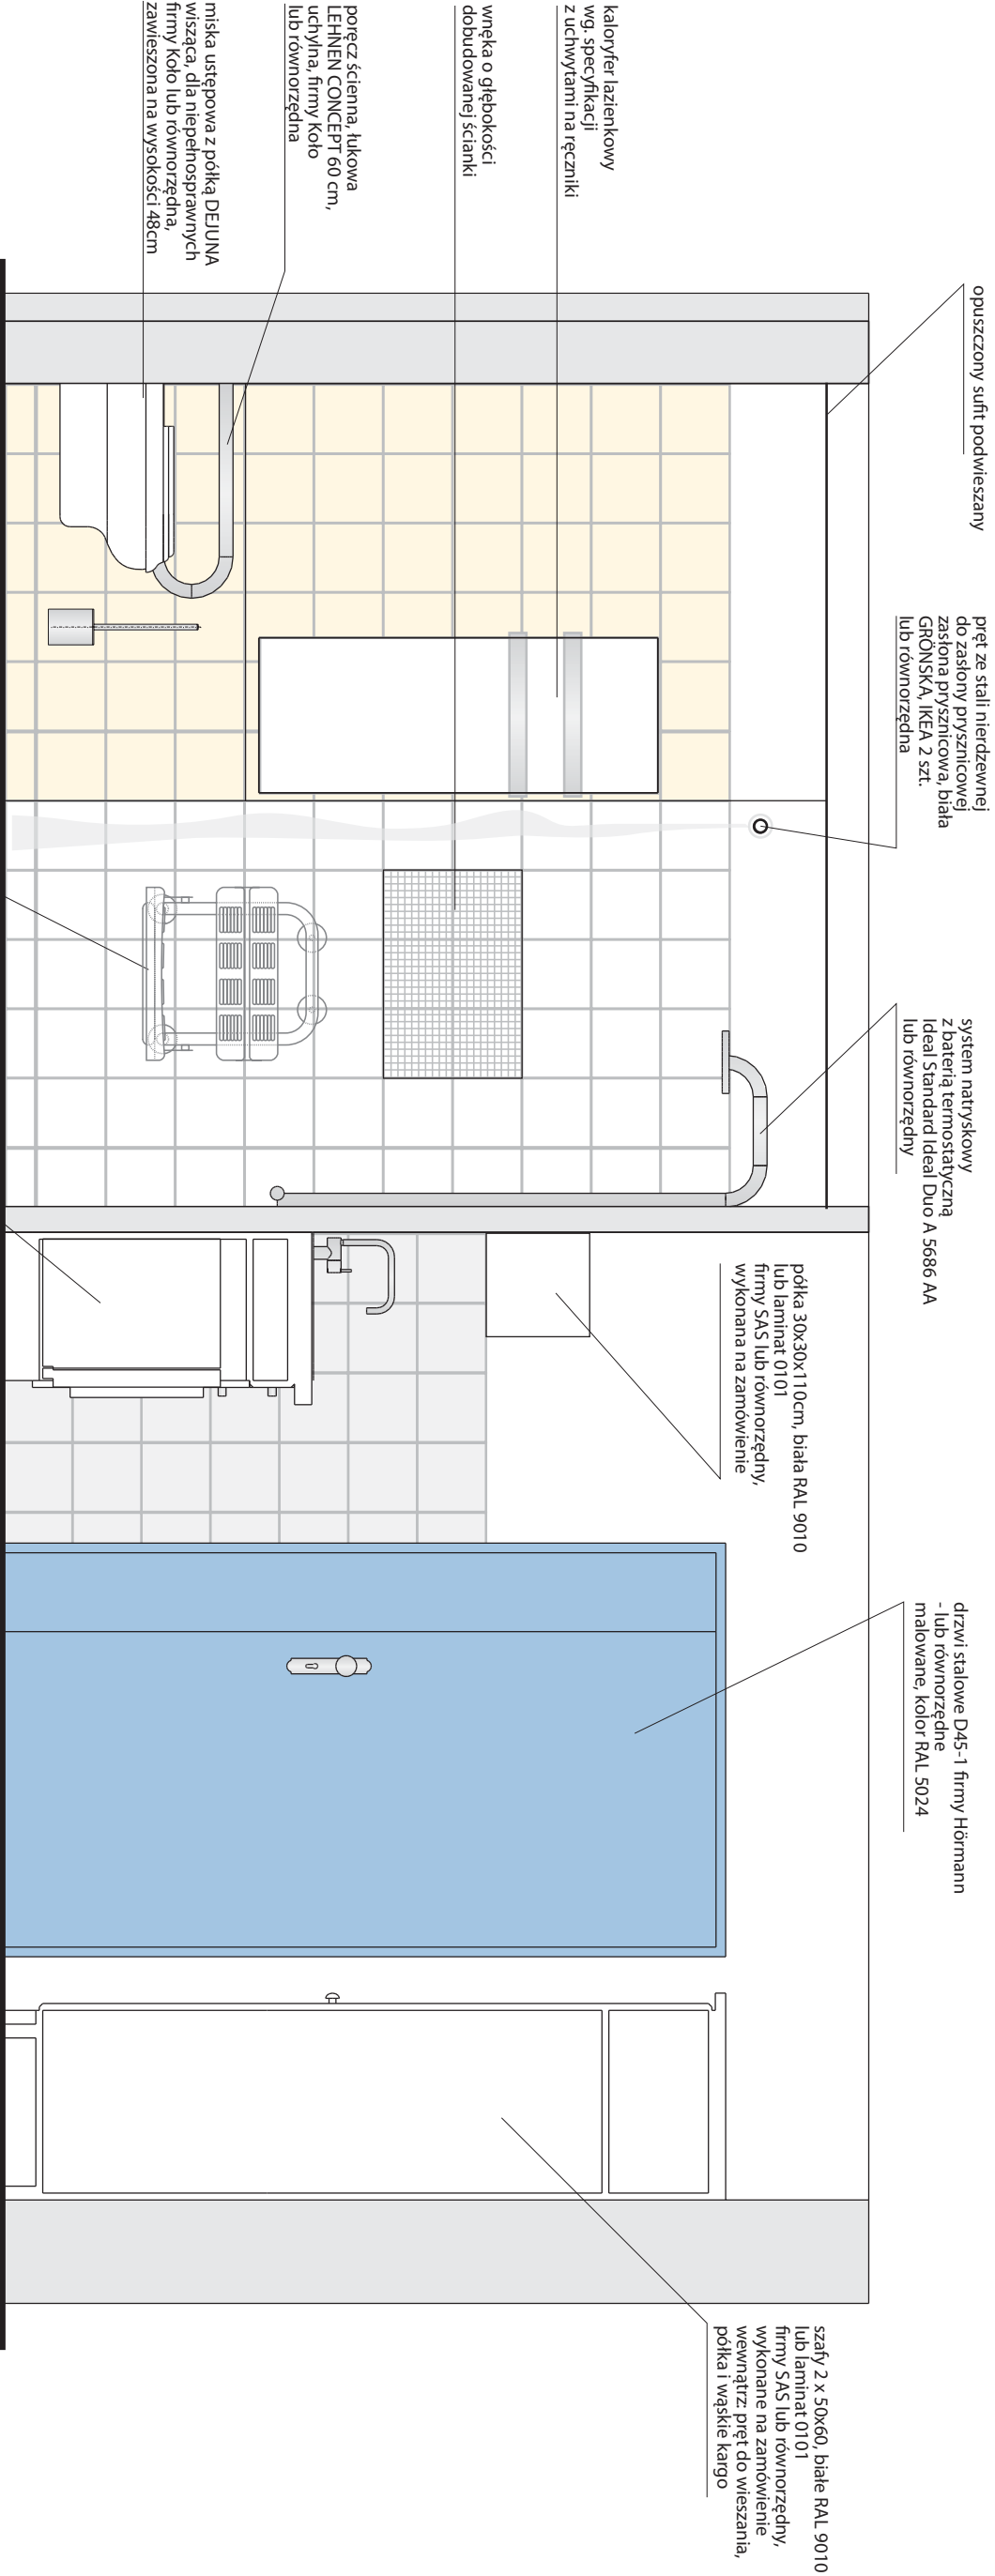 opuszczony sufit podwieszany
pręt ze stali nierdzewnej
do zasłony prysznicowej
zasłona prysznicowa, biała
GRÖNSKA, IKEA 2 szt.
lub równorzędna
system natryskowy
z baterią termostatyczną
Ideal Standard Ideal Duo A 5686 AA
lub równorzędny
półka 30x30x110cm, biała RAL 9010
lub laminat 0101
firmy SAS lub równorzędny,
wykonana na zamówienie
drzwi stalowe D45-1 firmy Hörmann
- lub równorzędne
malowane, kolor RAL 5024
szafy 2 x 50x60, białe RAL 9010
lub laminat 0101
firmy SAS lub równorzędny,
wykonane na zamówienie
wewnątrz: pręt do wieszania,
półka i wąskie kargo
kaloryfer lazienkowy
wg. specyfikacji
z uchwytami na ręczniki
wnęka o głębokości
dobudowanej ścianki
poręcz ścienna, łukowa
LEHNEN CONCEPT 60 cm,
uchylna, firmy Koło
lub równorzędna
miska ustępowa z półką DEJUNA
wisząca, dla niepełnosprawnych
firmy Koło lub równorzędna,
zawieszona na wysokości 48cm